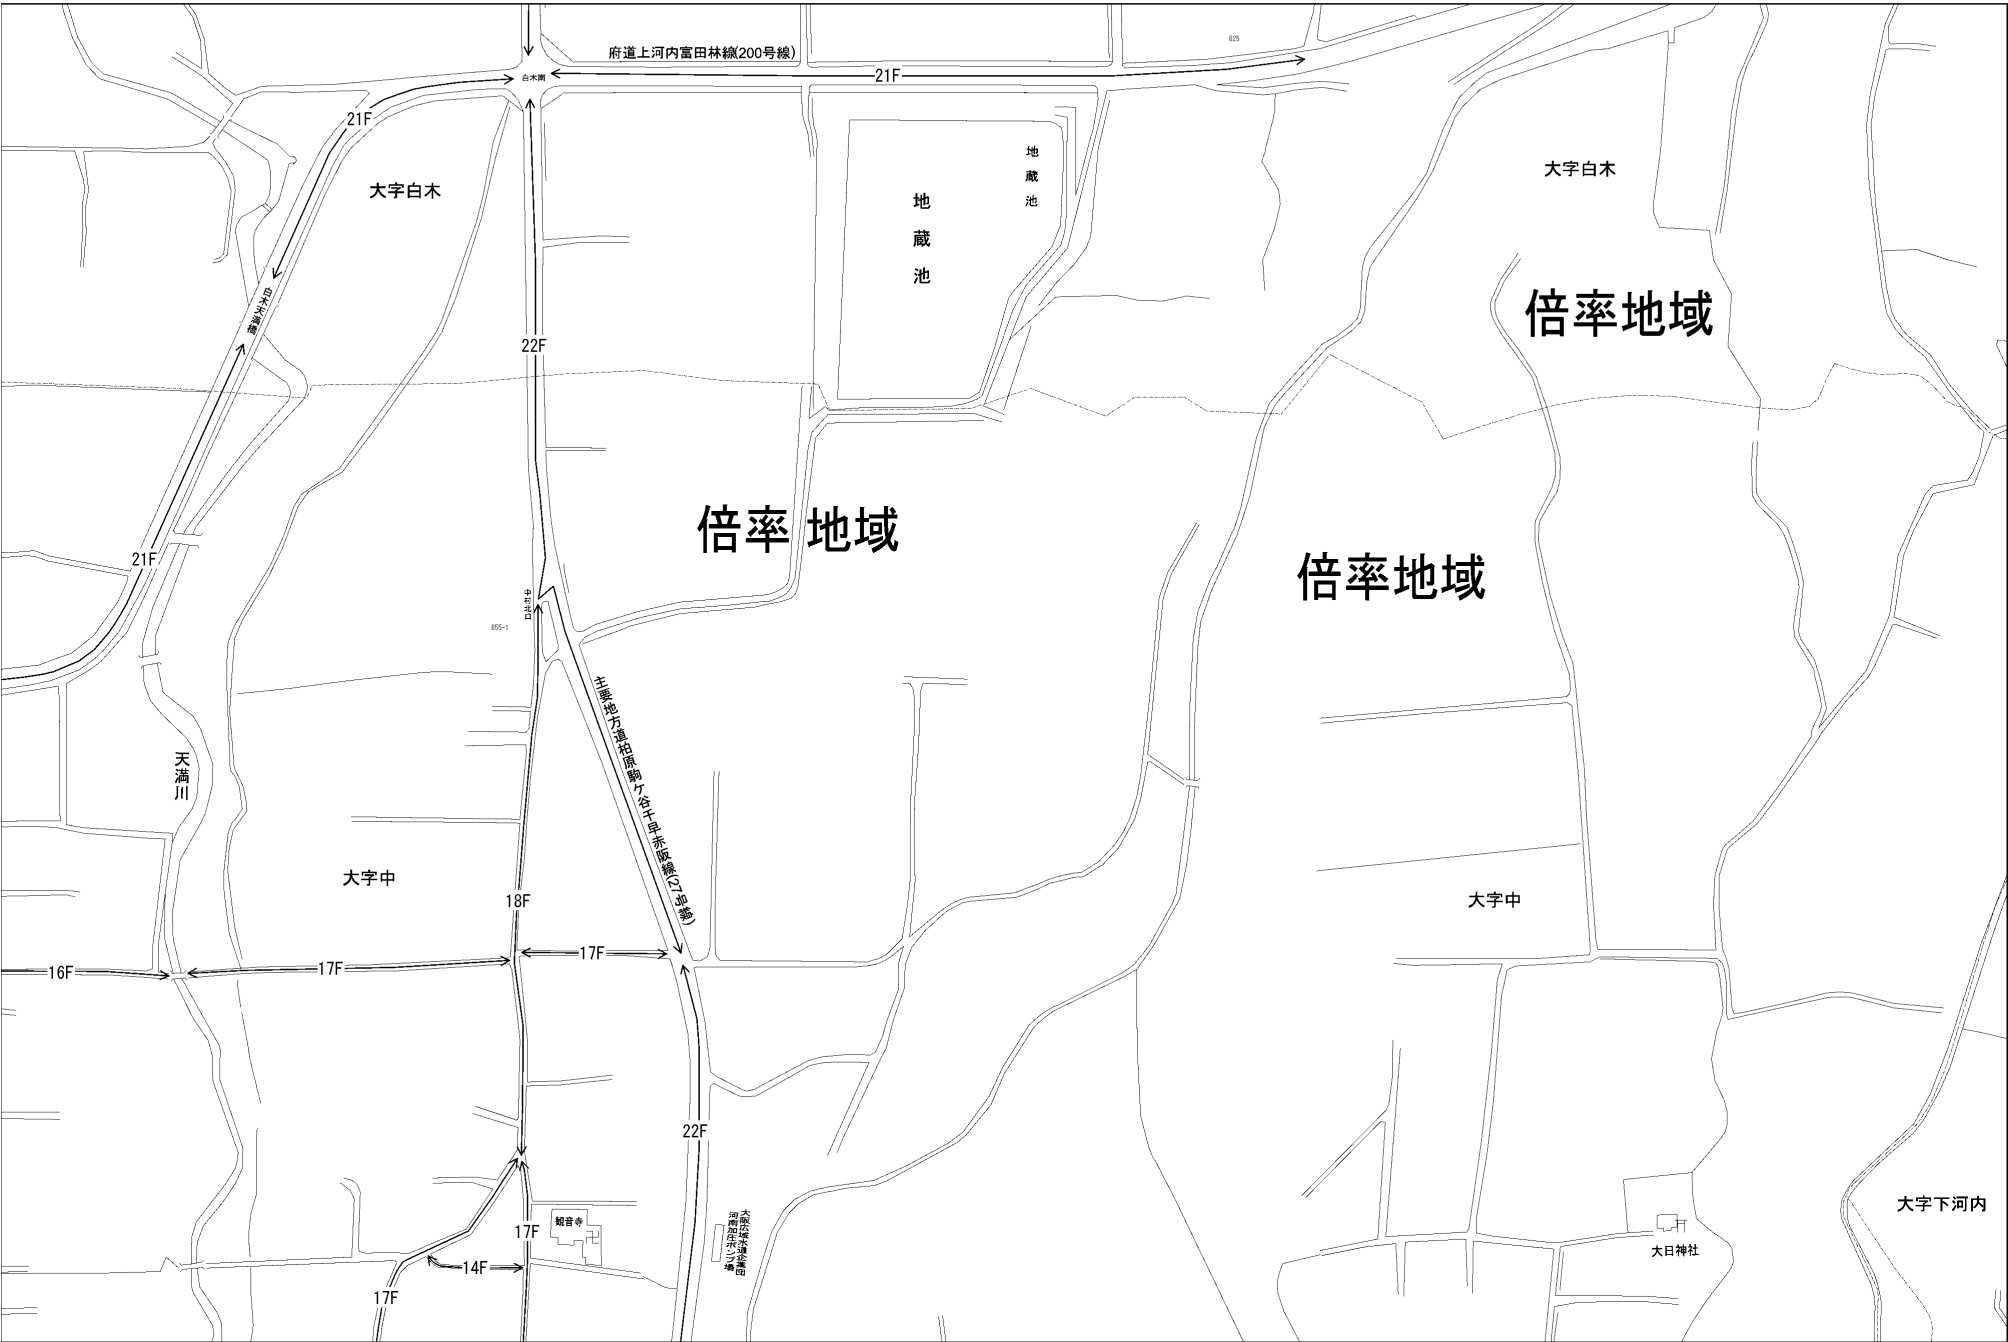 625
府道上河内富田林線(200号線)
白木南
21F
21F
地蔵池
大字白木
大字白木
地蔵池
倍率地域
白木天満橋
22F
倍率地域
21F
倍率地域
中村北口
655-1
主要地方道柏原駒ケ谷千早赤阪線(27号線)
天満川
大字中
18F
大字中
17F
16F
17F
22F
大字下河内
観音寺
17F
大阪広域水道企業団
河南加圧ポンプ場
大日神社
14F
17F